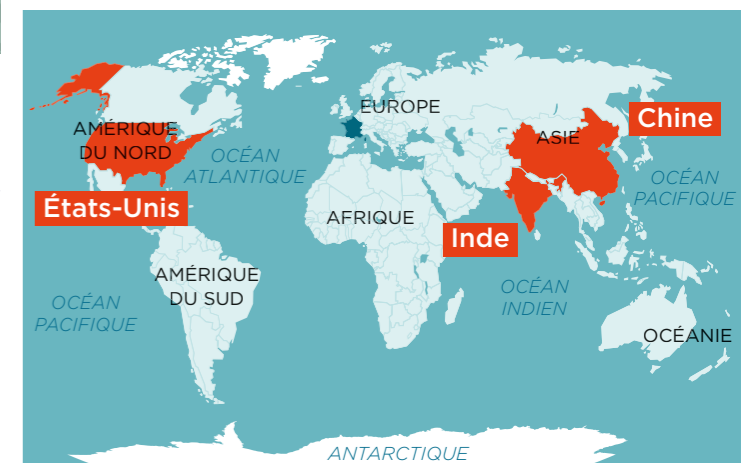 EUROPE
Chine
AMÉRIQUE
DU NORD
ASIE
OCÉAN
ATLANTIQUE
OCÉAN
PACIFIQUE
États-Unis
AFRIQUE
Inde
AMÉRIQUE
DU SUD
OCÉAN
INDIEN
OCÉAN
PACIFIQUE
OCÉANIE
ANTARCTIQUE